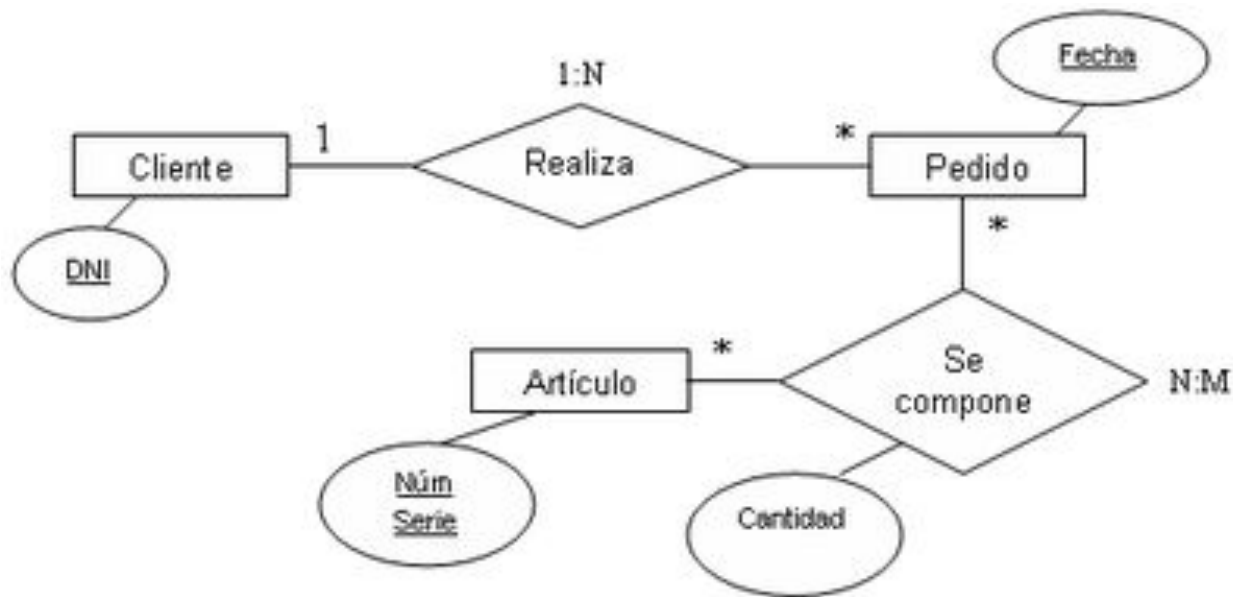 Fecha
1:N
Cliente
1
Realiza
*
Pedido
*
DNI
Artículo
*
Se
compone
N:M
Núm
Serie
Cantidad